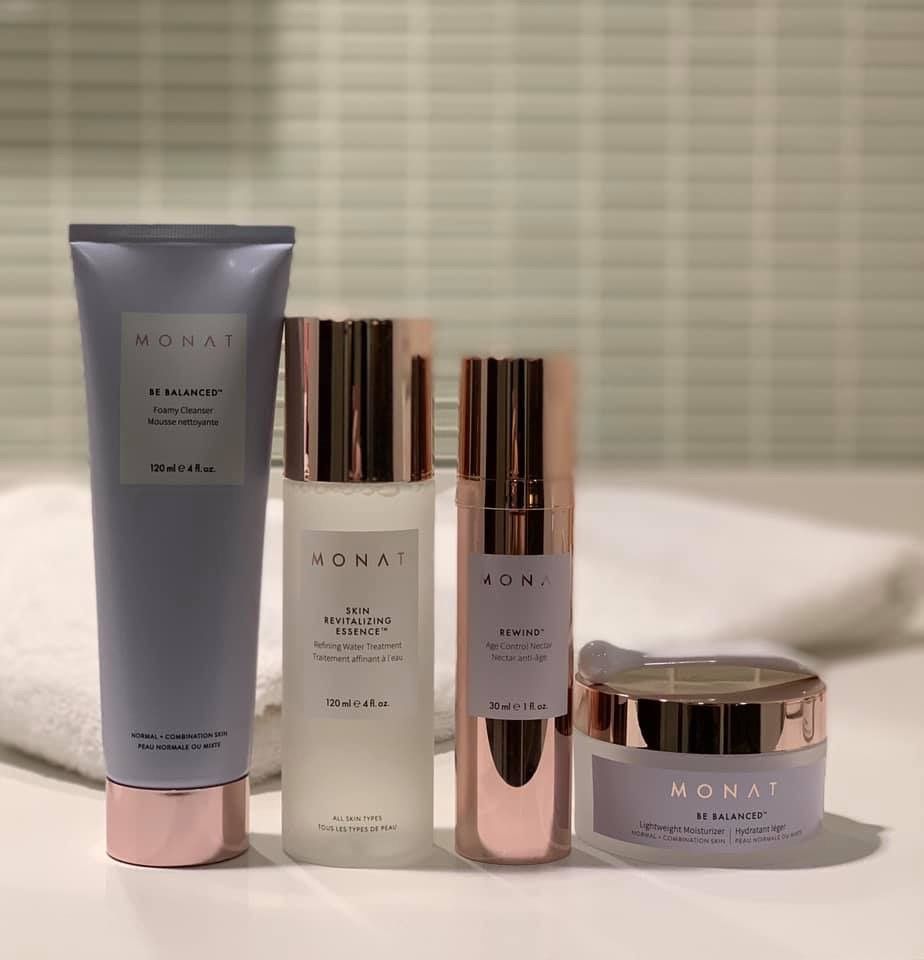 MONAT
BE BALANCED™
Foamy Cleanser
Mousse nettoyante
120 ml e 4 fl. oz.
NORMAL + COMBINATION SKIN
PEAU NORMALE OU MIXTE
MONAT
SKIN
REVITALIZING
ESSENCE™
Refining Water Treatment
Traitement affinant à l'eau
120 ml e 4 fl. oz.
ALL SKIN TYPES
TOUS LES TYPES DE PEAU
MONA
REWIND™
Age Control Nectar
Nectar anti-âge
30 ml e 1 fl. oz.
MONAT
BE BALANCED™
Lightweight Moisturizer | Hydratant léger
NORMAL + COMBINATION SKIN | PEAU NORMALE OU MIXTE